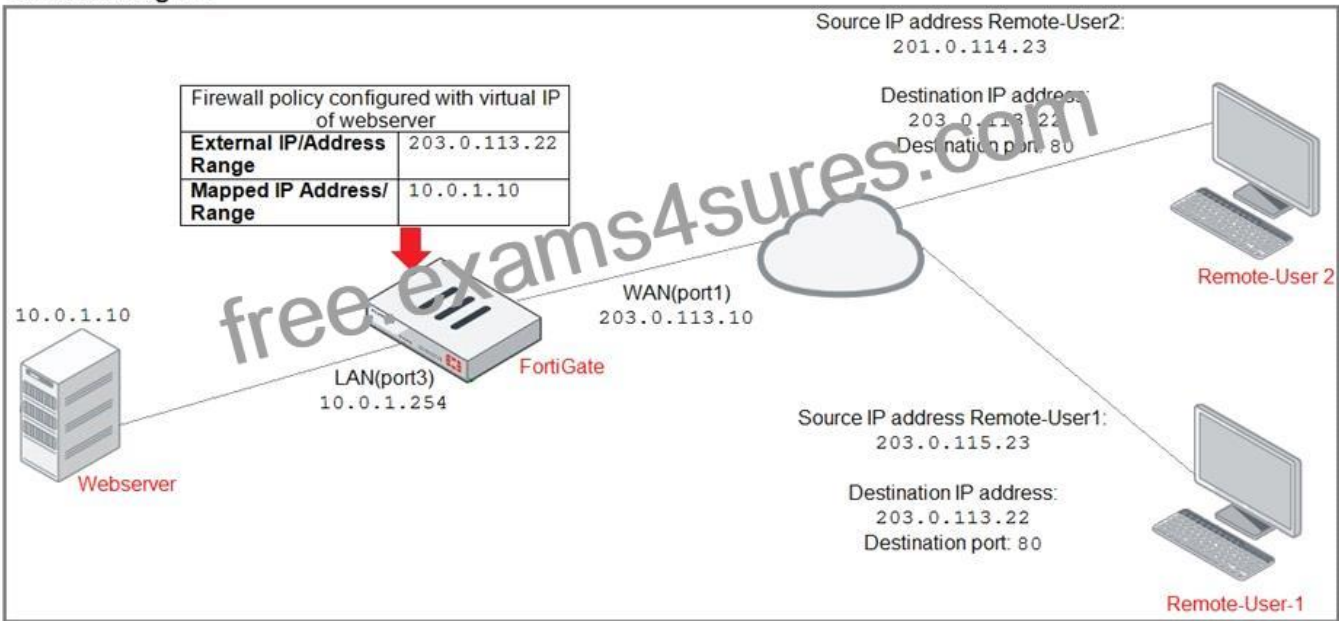 Source IP address Remote-User2:
201.0.114.23
Destination IP address:
203.0.113.22
Destination port: 80
Firewall policy configured with virtual IP
of webserver
External IP/Address
Range
203.0.113.22
Mapped IP Address/
Range
10.0.1.10
free.exams4sures.com
Remote-User 2
WAN(port1)
203.0.113.10
10.0.1.10
FortiGate
LAN(port3)
10.0.1.254
Webserver
Source IP address Remote-User1:
203.0.115.23
Destination IP address:
203.0.113.22
Destination port: 80
Remote-User-1